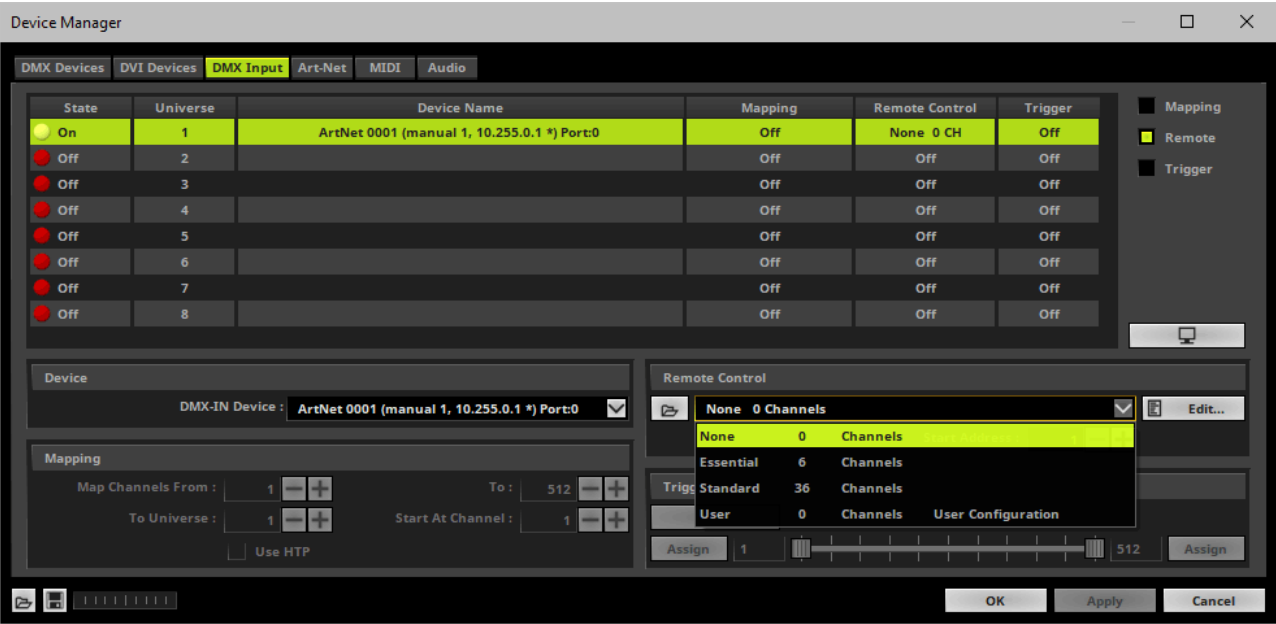 Device Manager
DMX Devices DVI Devices DMX Input Art-Net MIDI Audio
State Universe Device Name Mapping Remote Control Trigger
On 1 ArtNet 0001 (manual 1, 10.255.0.1 *) Port:0 Off None 0 CH Off
Off 2 Off Off Off
Off 3 Off Off Off
Off 4 Off Off Off
Off 5 Off Off Off
Off 6 Off Off Off
Off 7 Off Off Off
Off 8 Off Off Off
Mapping
Remote
Trigger
Device
DMX-IN Device : ArtNet 0001 (manual 1, 10.255.0.1 *) Port:0
Mapping
Map Channels From : 1 To : 512
To Universe : 1 Start At Channel : 1
Use HTP
Remote Control
None 0 Channels Edit...
None 0 Channels Start Address 1
Essential 6 Channels
Standard 36 Channels
User 0 Channels User Configuration
Assign 1 512 Assign
OK Apply Cancel